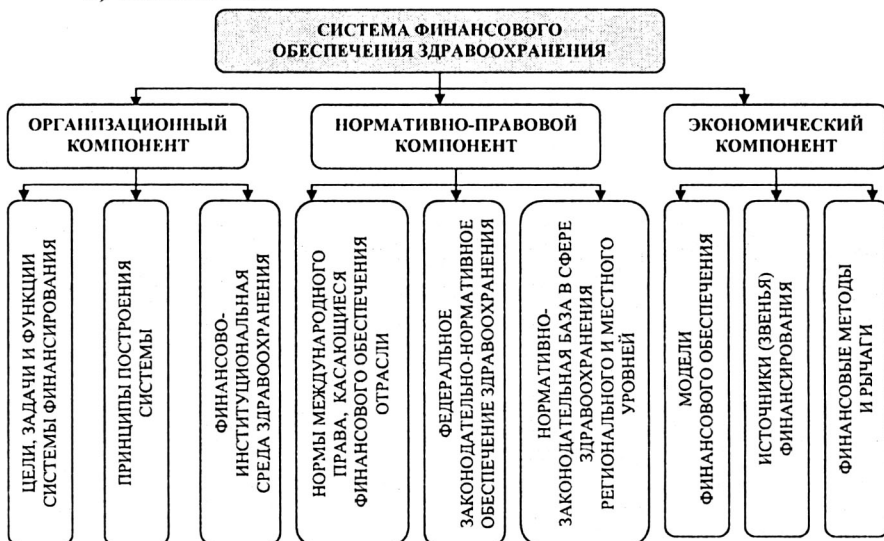 СИСТЕМА ФИНАНСОВОГО
ОБЕСПЕЧЕНИЯ ЗДРАВООХРАНЕНИЯ
ОРГАНИЗАЦИОННЫЙ
КОМПОНЕНТ
НОРМАТИВНО-ПРАВОВОЙ
КОМПОНЕНТ
ЭКОНОМИЧЕСКИЙ
КОМПОНЕНТ
ЦЕЛИ, ЗАДАЧИ И ФУНКЦИИ
СИСТЕМЫ ФИНАНСИРОВАНИЯ
ПРИНЦИПЫ ПОСТРОЕНИЯ
СИСТЕМЫ
ФИНАНСОВО-
ИНСТИТУЦИОНАЛЬНАЯ
СРЕДА ЗДРАВООХРАНЕНИЯ
НОРМЫ МЕЖДУНАРОДНОГО
ПРАВА, КАСАЮЩИЕСЯ
ФИНАНСОВОГО ОБЕСПЕЧЕНИЯ
ОТРАСЛИ
ФЕДЕРАЛЬНОЕ
ЗАКОНОДАТЕЛЬНО-НОРМАТИВНОЕ
ОБЕСПЕЧЕНИЕ ЗДРАВООХРАНЕНИЯ
НОРМАТИВНО-
ЗАКОНОДАТЕЛЬНАЯ БАЗА В СФЕРЕ
ЗДРАВООХРАНЕНИЯ
РЕГИОНАЛЬНОГО И МЕСТНОГО
УРОВНЕЙ
МОДЕЛИ
ФИНАНСОВОГО ОБЕСПЕЧЕНИЯ
ИСТОЧНИКИ (ЗВЕНЬЯ)
ФИНАНСИРОВАНИЯ
ФИНАНСОВЫЕ МЕТОДЫ
И РЫЧАГИ